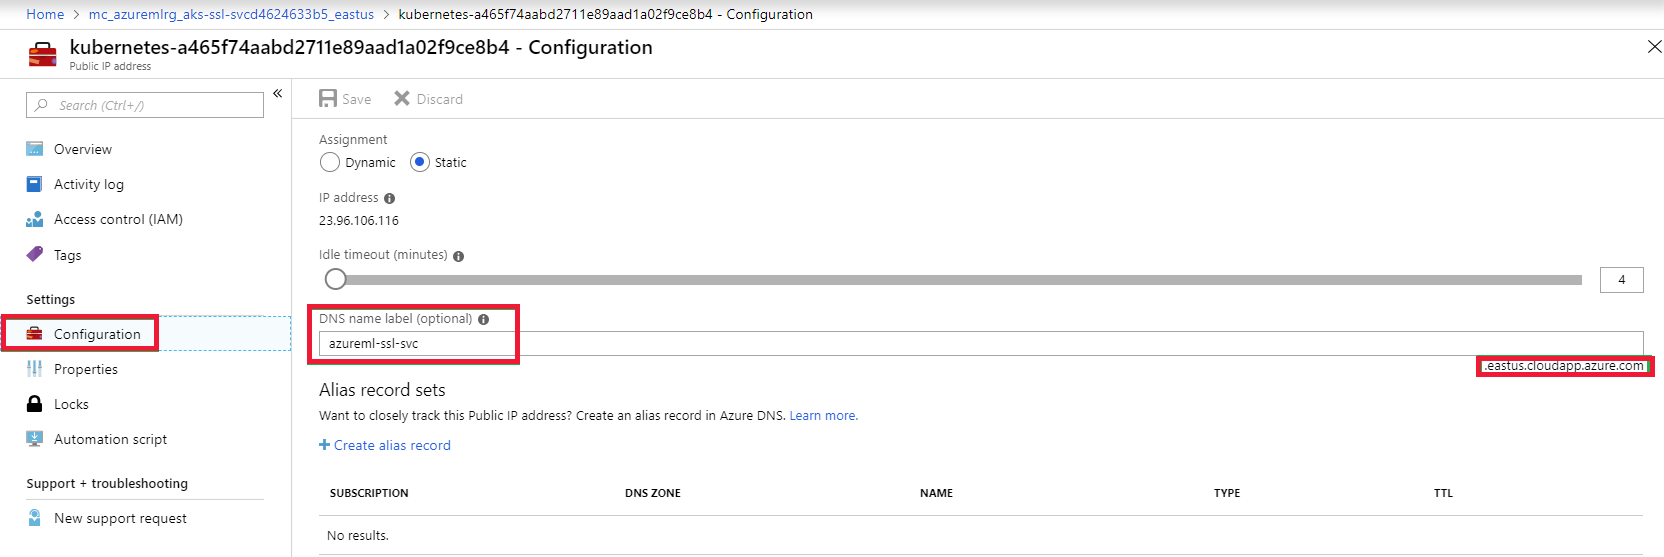 Home > mc_azuremlrg_aks-ssl-svcd4624633b5_eastus > kubernetes-a465f74aabd2711e89aad1a02f9ce8b4 - Configuration
kubernetes-a465f74aabd2711e89aad1a02f9ce8b4 - Configuration
Public IP address
Search (Ctrl+/)
Overview
Activity log
Access control (IAM)
Tags
Settings
Configuration
Properties
Locks
Automation script
Support + troubleshooting
New support request
Save Discard
Assignment
Dynamic Static
IP address
23.96.106.116
Idle timeout (minutes)
4
DNS name label (optional)
azureml-ssl-svc
.eastus.cloudapp.azure.com
Alias record sets
Want to closely track this Public IP address? Create an alias record in Azure DNS. Learn more.
+ Create alias record
SUBSCRIPTION DNS ZONE NAME TYPE TTL
No results.